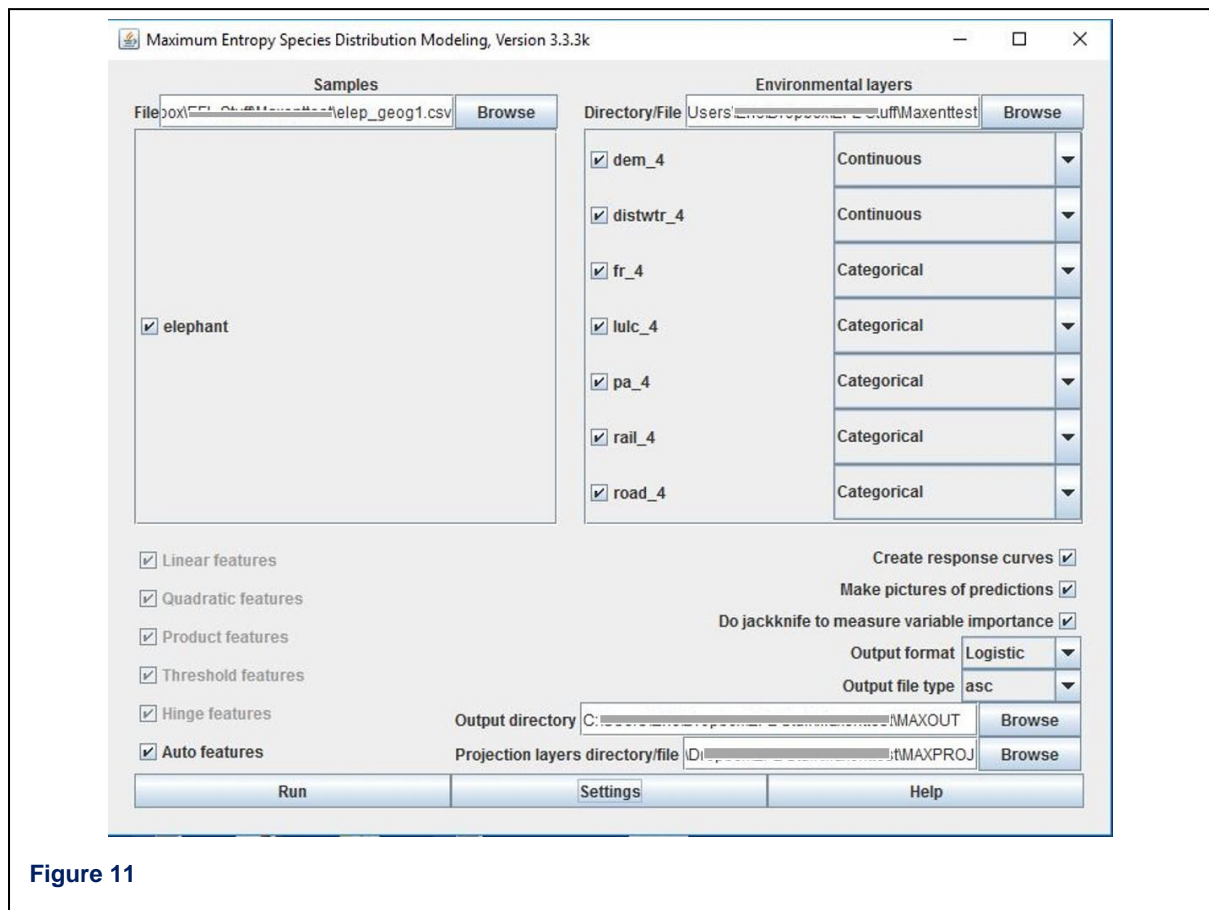 Maximum Entropy Species Distribution Modeling, Version 3.3.3k
Samples
File box\ \elep_geog1.csv Browse
Environmental layers
Directory/File Users\ \Maxenttest Browse
elephant
dem_4 Continuous
distwtr_4 Continuous
fr_4 Categorical
lulc_4 Categorical
pa_4 Categorical
rail_4 Categorical
road_4 Categorical
Linear features
Quadratic features
Product features
Threshold features
Hinge features
Auto features
Create response curves
Make pictures of predictions
Do jackknife to measure variable importance
Output format Logistic
Output file type asc
Output directory C: \MAXOUT Browse
Projection layers directory/file \MAXPROJ Browse
Run Settings Help
Figure 11